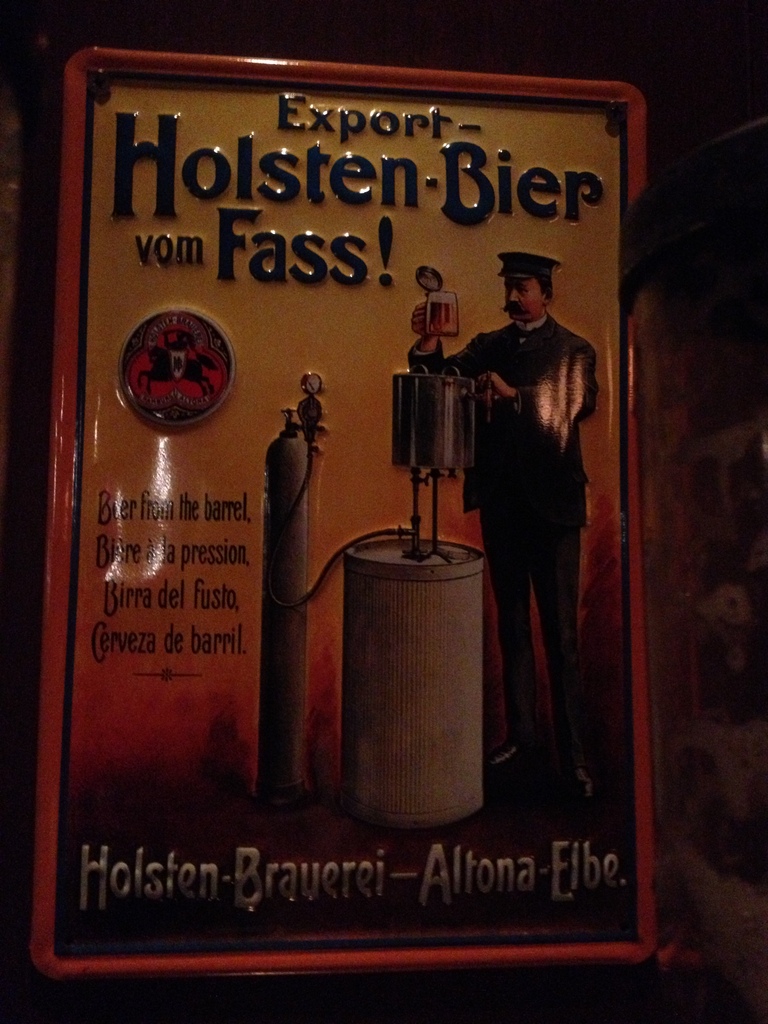 Export-
Holsten-Bier
vom Fass!
Beer from the barrel,
Bière à la pression,
Birra del fusto,
Cerveza de barril.
Holsten-Brauerei-Altona-Elbe.